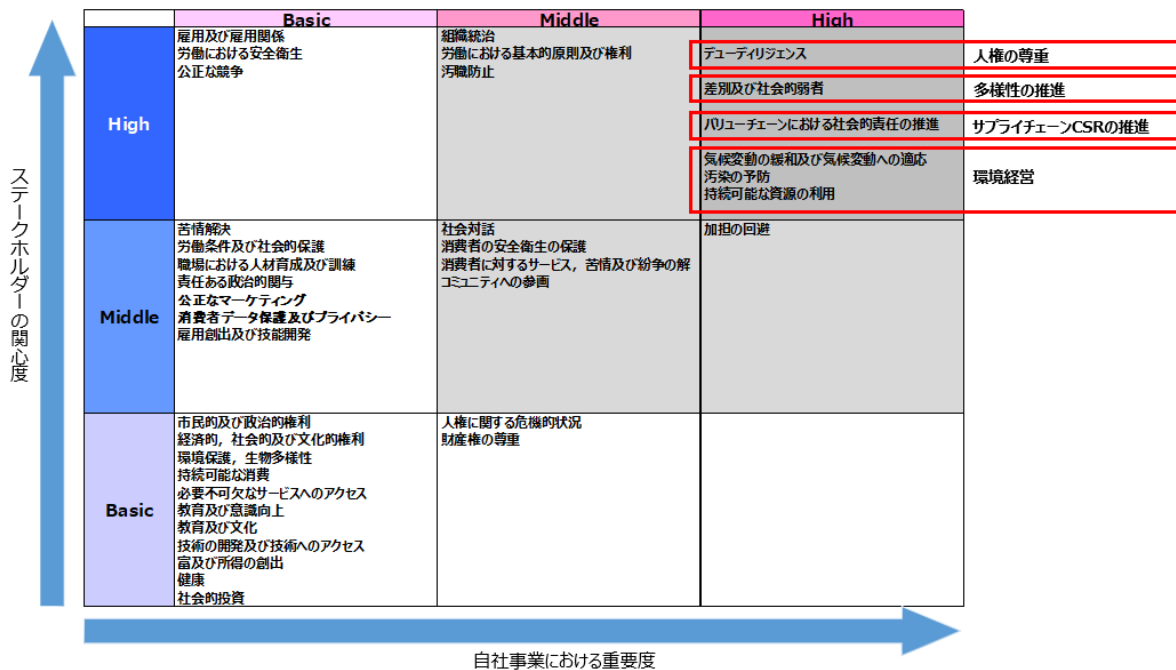 Basic
Middle
High
ステークホルダーの関心度
High
雇用及び雇用関係
労働における安全衛生
公正な競争
組織統治
労働における基本的原則及び権利
汚職防止
デューディリジェンス
人権の尊重
差別及び社会的弱者
多様性の推進
バリューチェーンにおける社会的責任の推進
サプライチェーンCSRの推進
気候変動の緩和及び気候変動への適応
汚染の予防
持続可能な資源の利用
環境経営
Middle
苦情解決
労働条件及び社会的保護
職場における人材育成及び訓練
責任ある政治的関与
公正なマーケティング
消費者データ保護及びプライバシー
雇用創出及び技能開発
社会対話
消費者の安全衛生の保護
消費者に対するサービス，苦情及び紛争の解
コミュニティへの参画
加担の回避
Basic
市民的及び政治的権利
経済的，社会的及び文化的権利
環境保護，生物多様性
持続可能な消費
必要不可欠なサービスへのアクセス
教育及び意識向上
教育及び文化
技術の開発及び技術へのアクセス
富及び所得の創出
健康
社会的投資
人権に関する危機的状況
財産権の尊重
自社事業における重要度